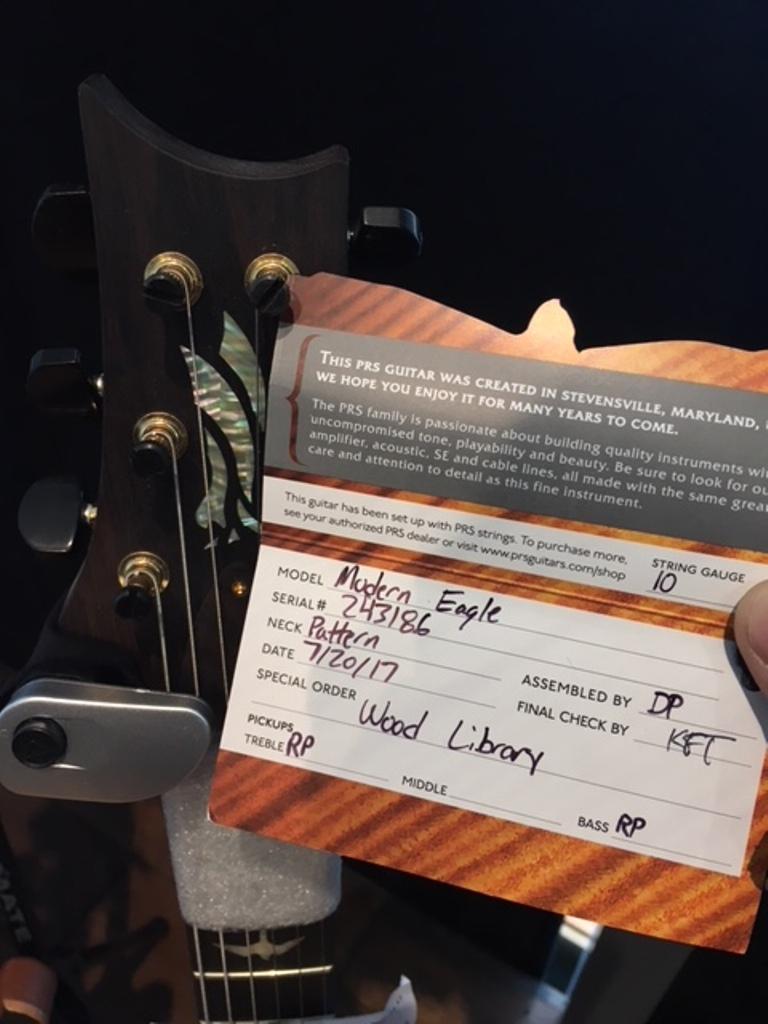 THIS PRS GUITAR WAS CREATED IN STEVENSVILLE, MARYLAND,
WE HOPE YOU ENJOY IT FOR MANY YEARS TO COME.
The PRS family is passionate about building quality instruments wi
uncompromised tone, playability and beauty. Be sure to look for ou
amplifier, acoustic, SE and cable lines, all made with the same grea
care and attention to detail as this fine instrument.
This guitar has been set up with PRS strings. To purchase more,
see your authorized PRS dealer or visit www.prsguitars.com/shop
STRING GAUGE
10
MODEL Modern Eagle
SERIAL# 243186
NECK Pattern
DATE 7/20/17
ASSEMBLED BY DP
FINAL CHECK BY KFT
SPECIAL ORDER Wood Library
PICKUPS
TREBLE RP
MIDDLE
BASS RP